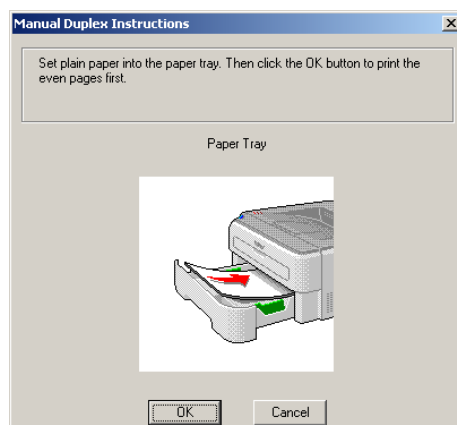 Manual Duplex Instructions
Set plain paper into the paper tray. Then click the OK button to print the
even pages first.
Paper Tray
OK
Cancel